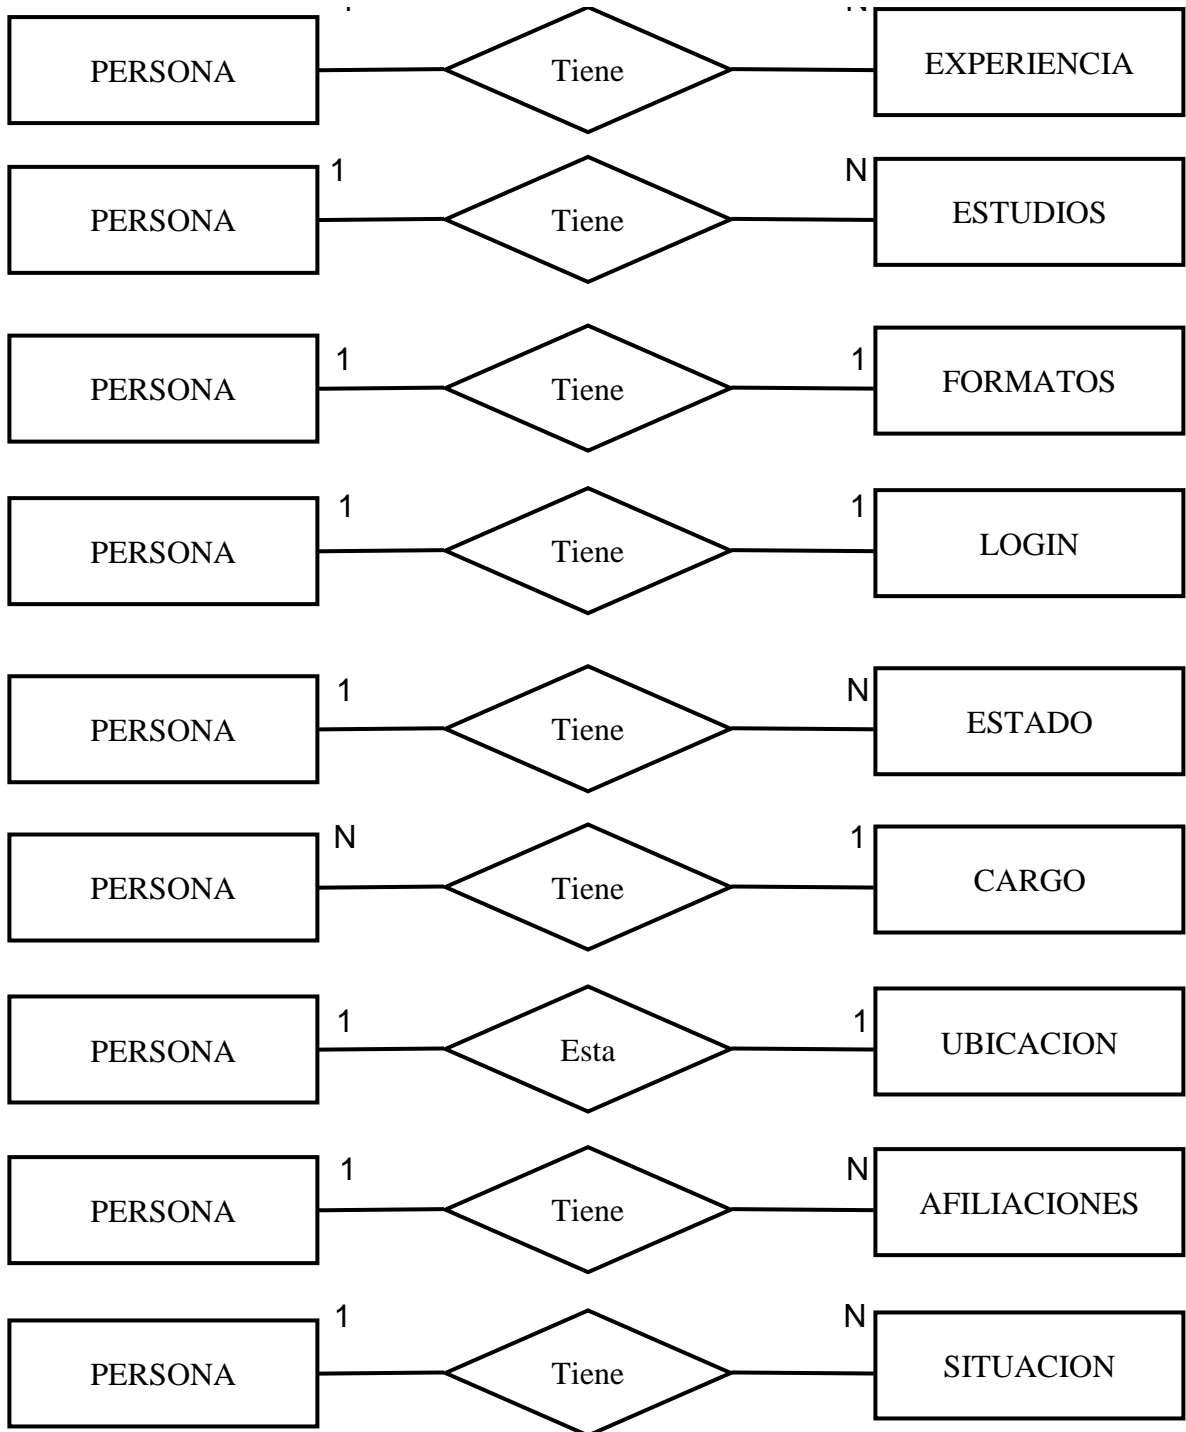 1 N
PERSONA Tiene EXPERIENCIA
1 N
PERSONA Tiene ESTUDIOS
1 1
PERSONA Tiene FORMATOS
1 1
PERSONA Tiene LOGIN
1 N
PERSONA Tiene ESTADO
N 1
PERSONA Tiene CARGO
1 1
PERSONA Esta UBICACION
1 N
PERSONA Tiene AFILIACIONES
1 N
PERSONA Tiene SITUACION